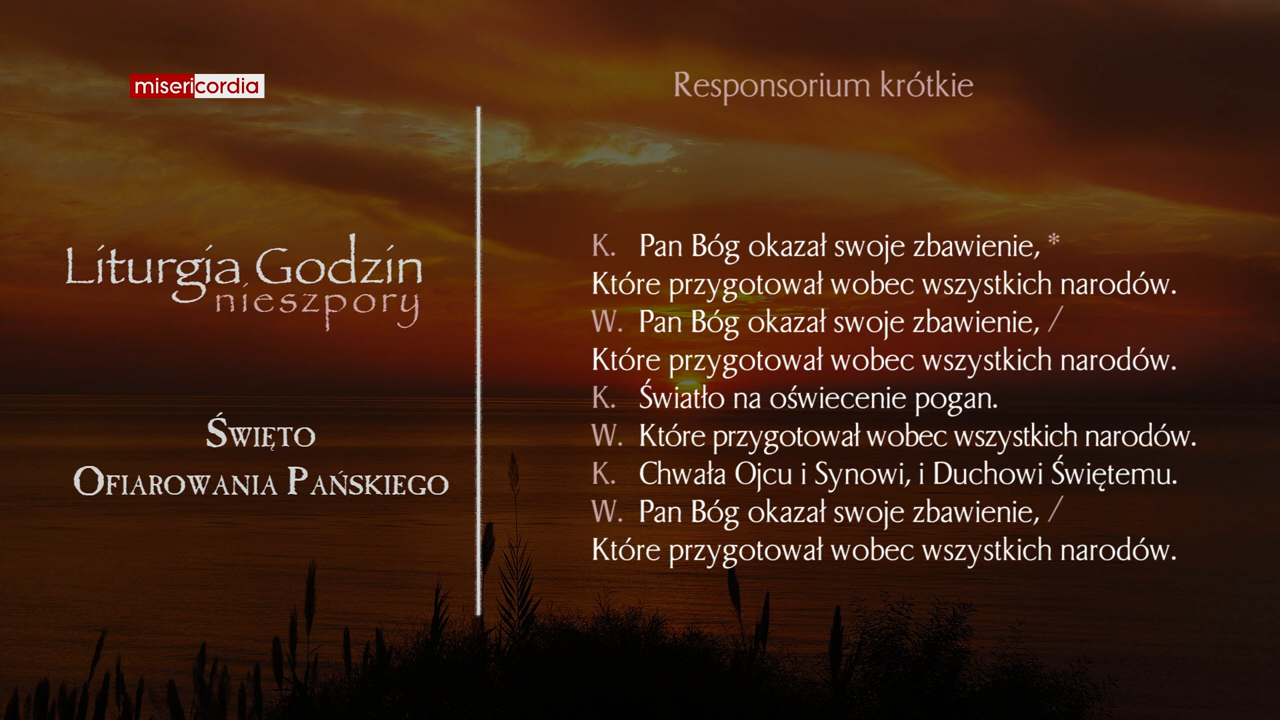 misericordia
Responsorium krótkie
Liturgia Godzin
nieszpory
Święto
Ofiarowania Pańskiego
K. Pan Bóg okazał swoje zbawienie, *
Które przygotował wobec wszystkich narodów.
W. Pan Bóg okazał swoje zbawienie, /
Które przygotował wobec wszystkich narodów.
K. Światło na oświecenie pogan.
W. Które przygotował wobec wszystkich narodów.
K. Chwała Ojcu i Synowi, i Duchowi Świętemu.
W. Pan Bóg okazał swoje zbawienie, /
Które przygotował wobec wszystkich narodów.